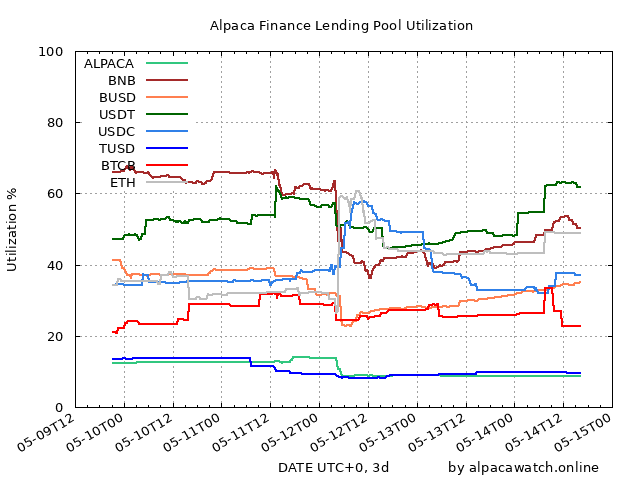 Alpaca Finance Lending Pool Utilization
100
80
60
40
20
0
Utilization %
ALPACA
BNB
BUSD
USDT
USDC
TUSD
BTCB
ETH
05-09T12
05-10T00
05-10T12
05-11T00
05-11T12
05-12T00
05-12T12
05-13T00
05-13T12
05-14T00
05-14T12
05-15T00
DATE UTC+0, 3d
by alpacawatch.online